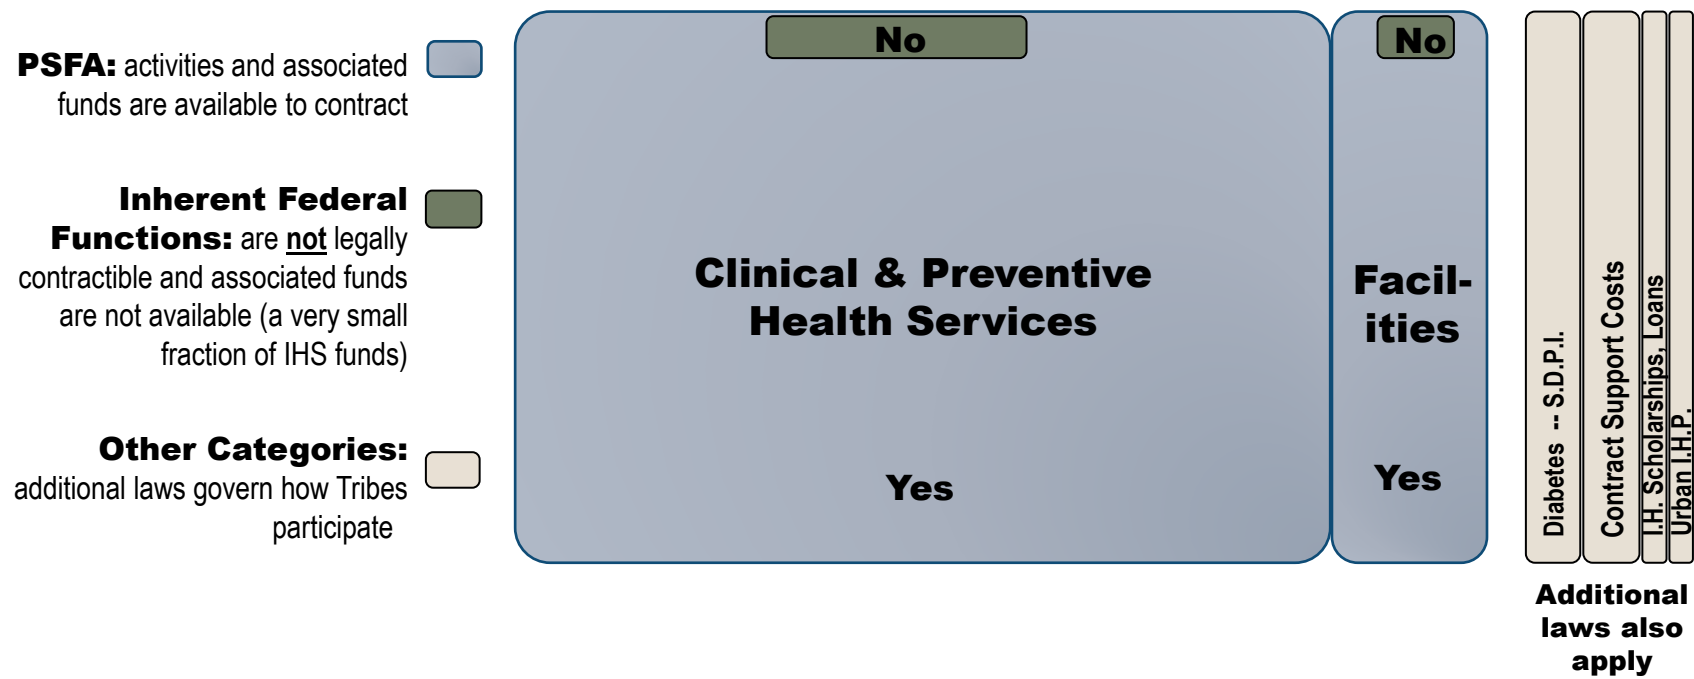 PSFA: activities and associated
funds are available to contract
Inherent Federal
Functions: are not legally
contractible and associated funds
are not available (a very small
fraction of IHS funds)
Other Categories:
additional laws govern how Tribes
participate
No
Clinical & Preventive
Health Services
Yes
No
Facil-
ities
Yes
Diabetes -- S.D.P.I.
Contract Support Costs
I.H. Scholarships, Loans
Urban I.H.P.
Additional
laws also
apply